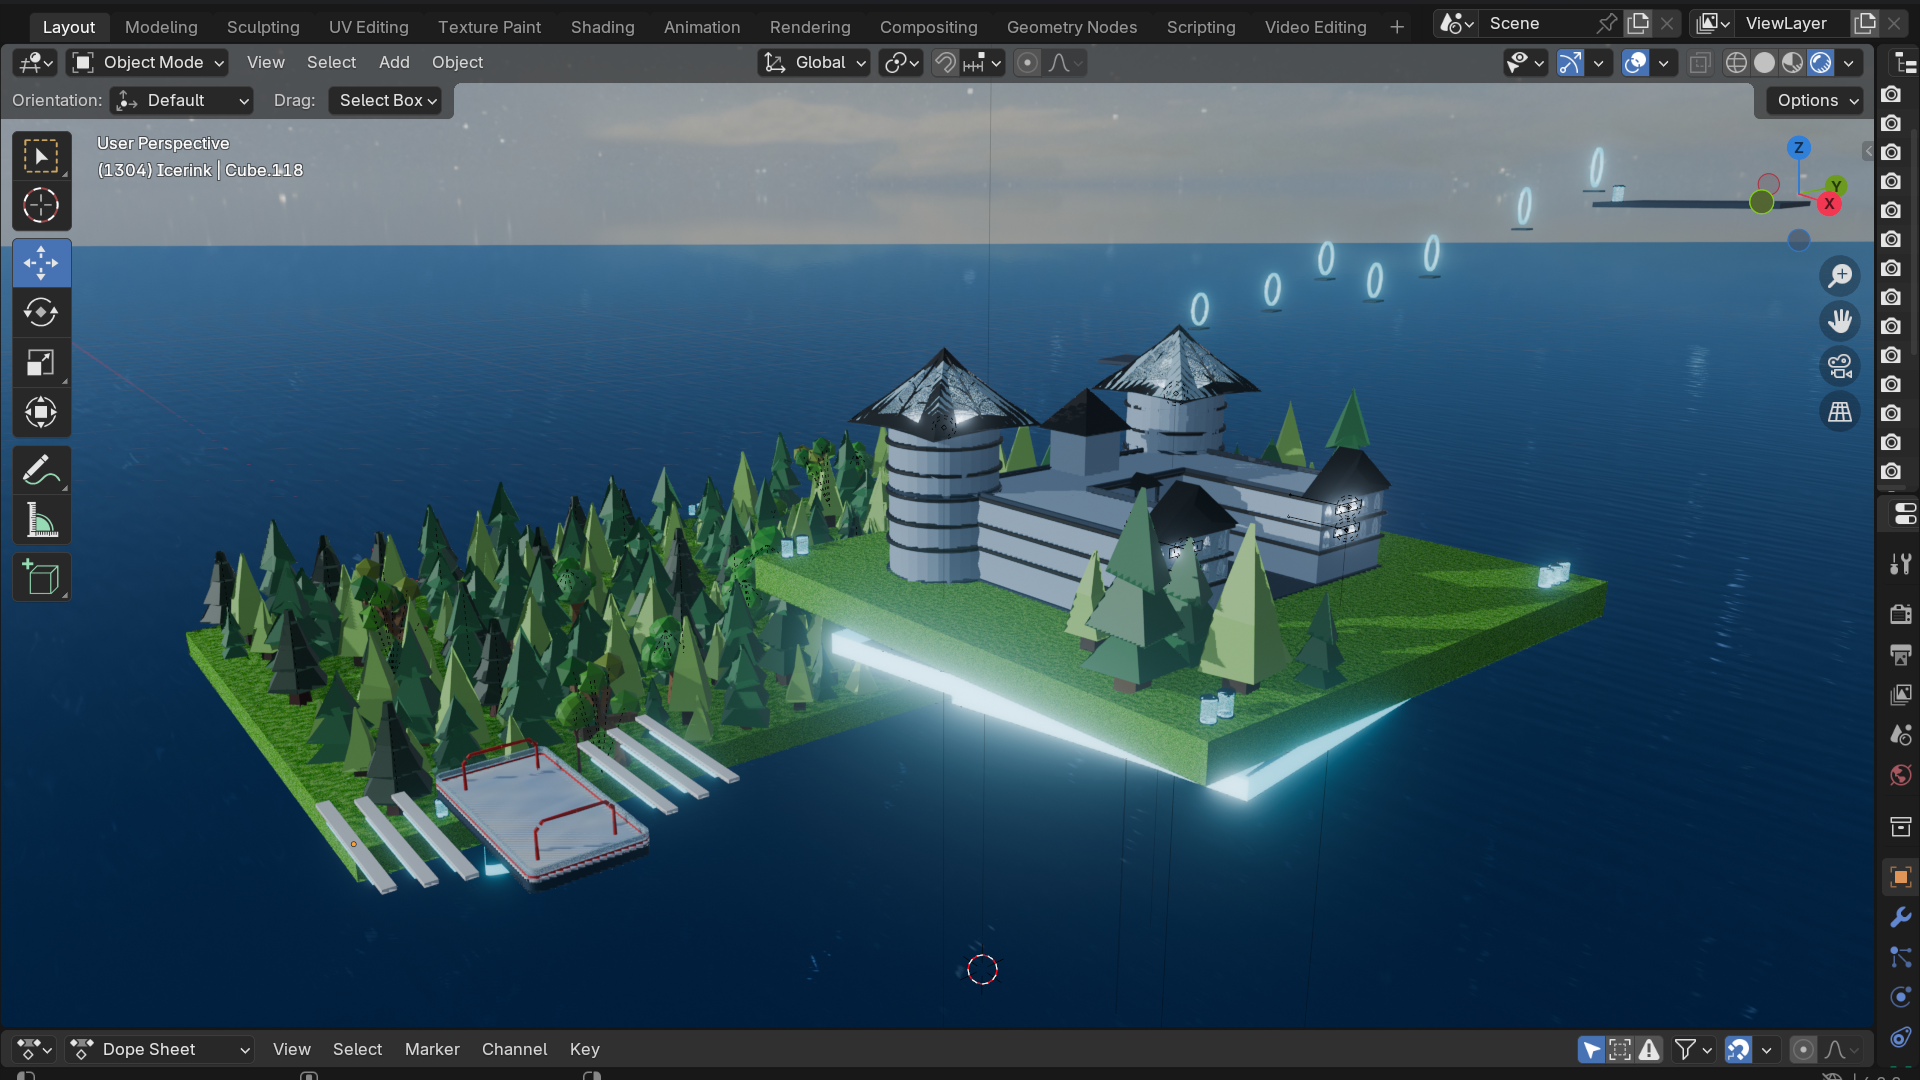 Layout Modeling Sculpting UV Editing Texture Paint Shading Animation Rendering Compositing Geometry Nodes Scripting Video Editing + Scene ViewLayer
Object Mode View Select Add Object Global
Orientation: Default Drag: Select Box Options
User Perspective
(1304) Icerink | Cube.118
Z
Y
X
Dope Sheet View Select Marker Channel Key